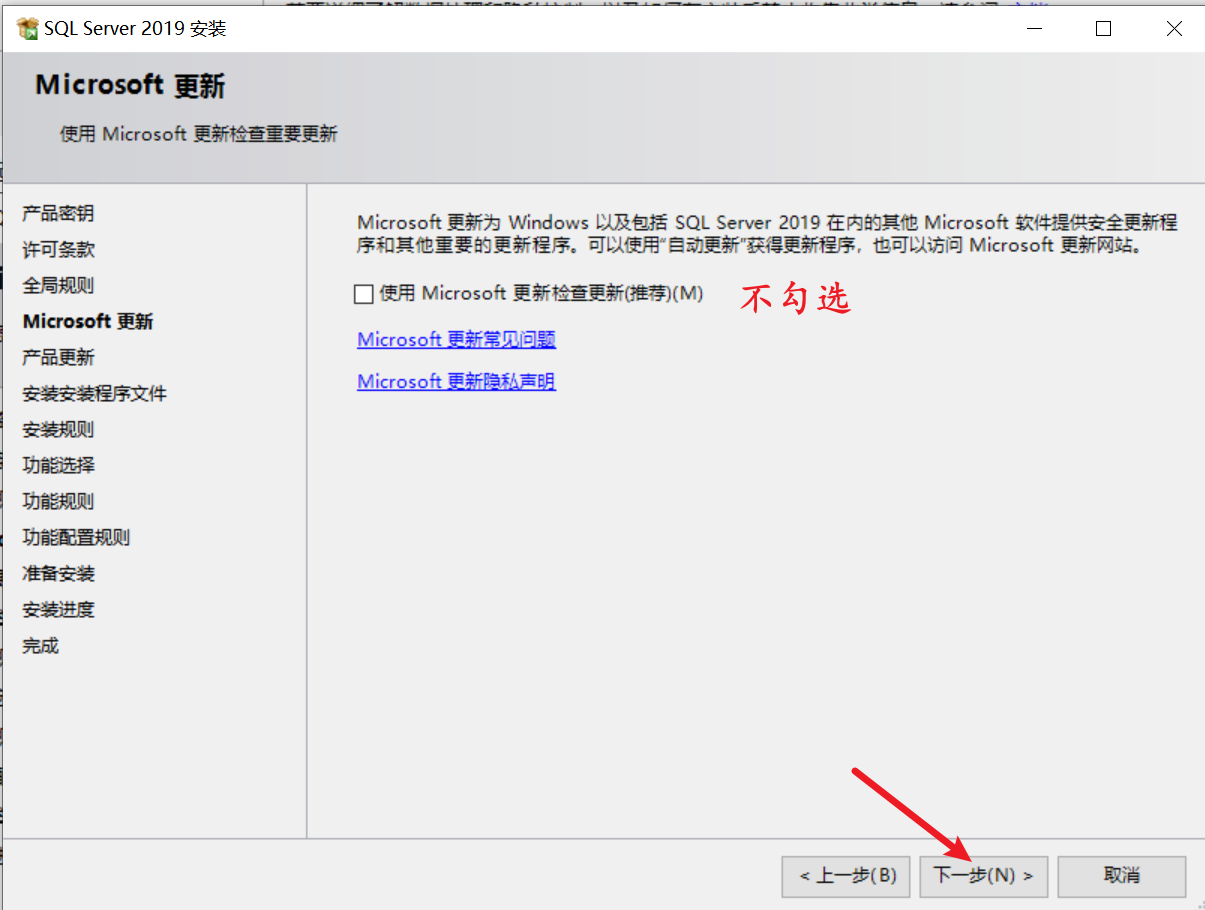 SQL Server 2019 安装
Microsoft 更新
使用 Microsoft 更新检查重要更新
产品密钥
许可条款
全局规则
Microsoft 更新
产品更新
安装安装程序文件
安装规则
功能选择
功能规则
功能配置规则
准备安装
安装进度
完成
Microsoft 更新为 Windows 以及包括 SQL Server 2019 在内的其他 Microsoft 软件提供安全更新程
序和其他重要的更新程序。可以使用“自动更新”获得更新程序，也可以访问 Microsoft 更新网站。
使用 Microsoft 更新检查更新(推荐)(M) 不勾选
Microsoft 更新常见问题
Microsoft 更新隐私声明
< 上一步(B) 下一步(N) > 取消